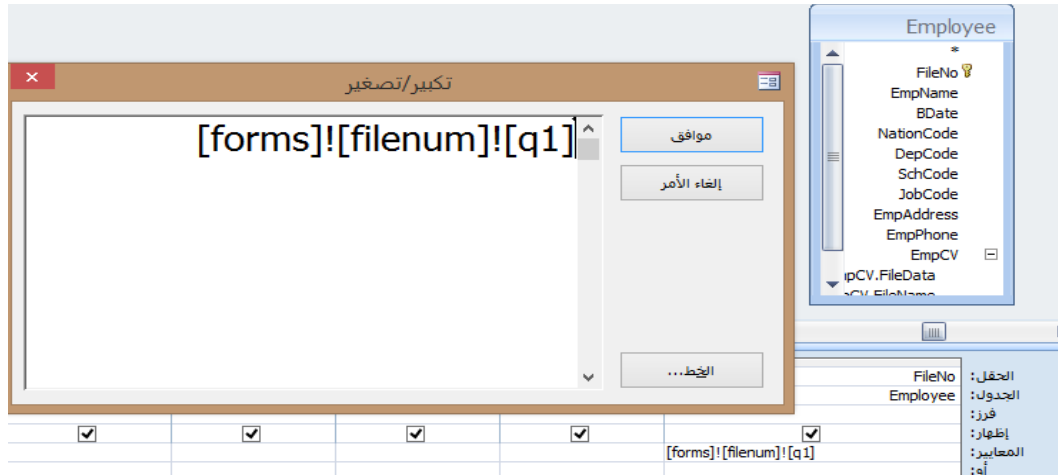 Employee
*
FileNo
EmpName
BDate
NationCode
DepCode
SchCode
JobCode
EmpAddress
EmpPhone
EmpCV
pCV.FileData
تكبير/تصغير
[forms]![filenum]![q1]
موافق
إلغاء الأمر
الخط...
الحقل: FileNo
الجدول: Employee
فرز:
إظهار:
المعايير: [forms]![filenum]![q1]
أو: